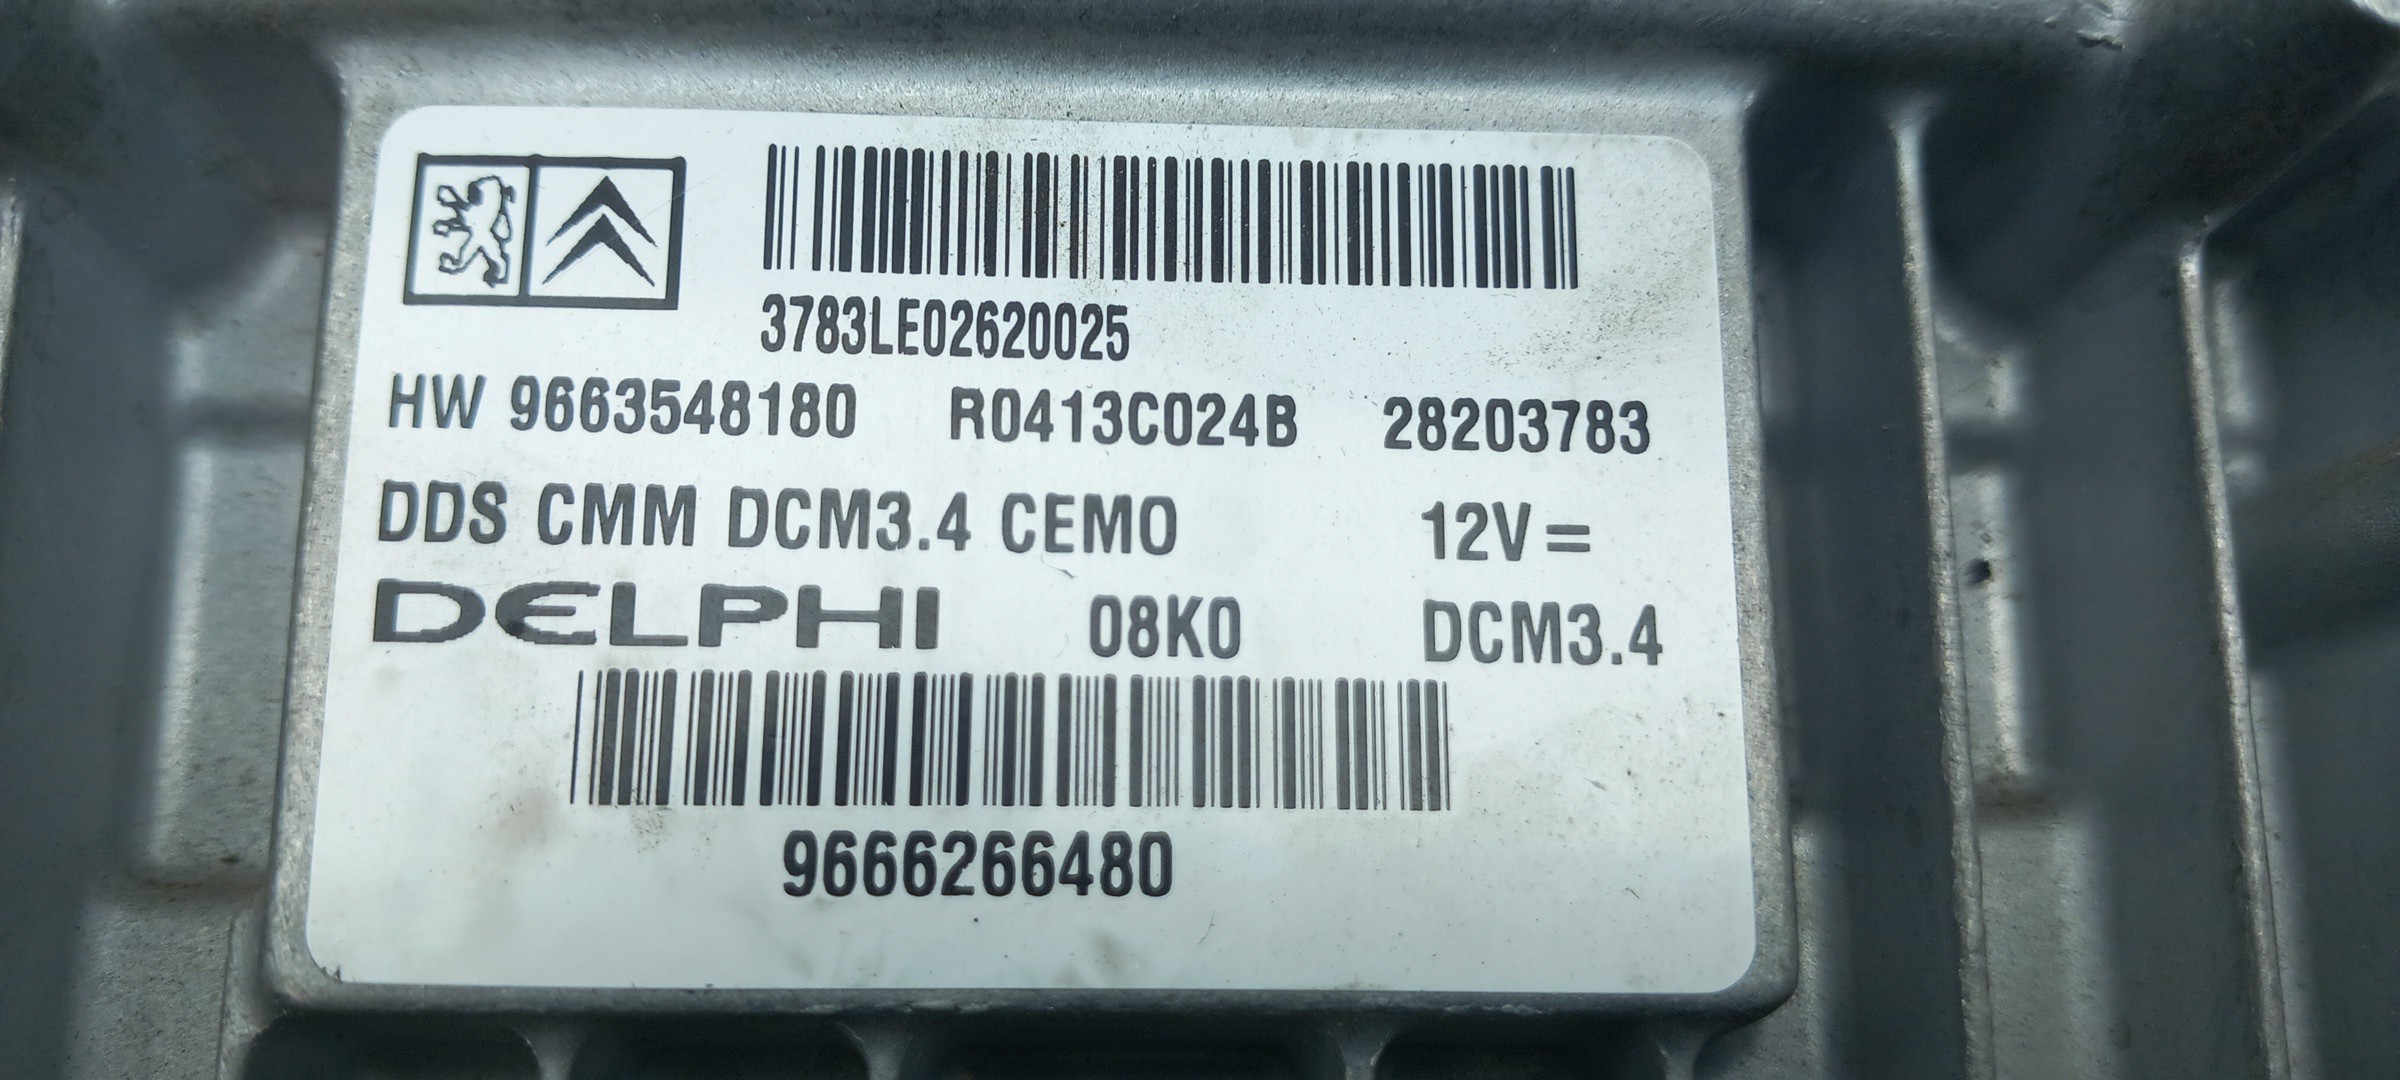 3783LE02620025
HW 9663548180 R0413C024B 28203783
DDS CMM DCM3.4 CEMO 12V=
DELPHI 08K0 DCM3.4
9666266480